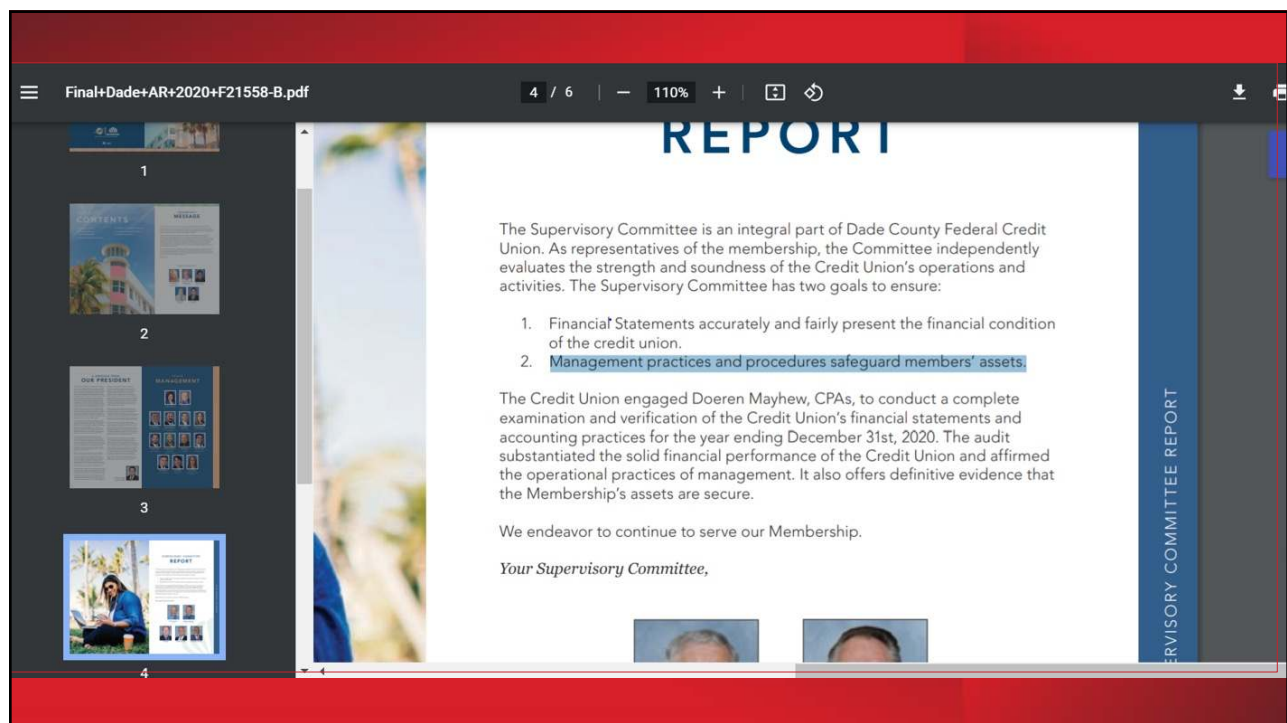 Final+Dade+AR+2020+F21558-B.pdf
4 / 6
110%
1
CONTENTS
MESSAGE
2
OUR PRESIDENT
MANAGEMENT
3
REPORT
4
REPORT
The Supervisory Committee is an integral part of Dade County Federal Credit
Union. As representatives of the membership, the Committee independently
evaluates the strength and soundness of the Credit Union's operations and
activities. The Supervisory Committee has two goals to ensure:
1. Financial Statements accurately and fairly present the financial condition
of the credit union.
2. Management practices and procedures safeguard members' assets.
The Credit Union engaged Doeren Mayhew, CPAs, to conduct a complete
examination and verification of the Credit Union's financial statements and
accounting practices for the year ending December 31st, 2020. The audit
substantiated the solid financial performance of the Credit Union and affirmed
the operational practices of management. It also offers definitive evidence that
the Membership's assets are secure.
We endeavor to continue to serve our Membership.
Your Supervisory Committee,
ERVISORY COMMITTEE REPORT